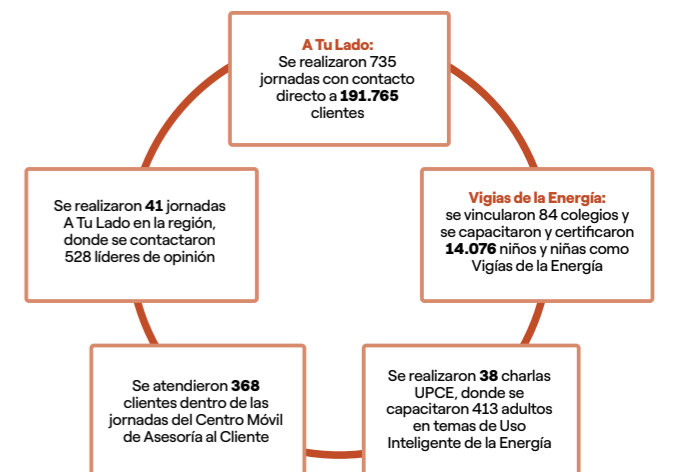 A Tu Lado:
Se realizaron 735
jornadas con contacto
directo a 191.765
clientes
Vigias de la Energía:
se vincularon 84 colegios y
se capacitaron y certificaron
14.076 niños y niñas como
Vigías de la Energía
Se realizaron 38 charlas
UPCE, donde se
capacitaron 413 adultos
en temas de Uso
Inteligente de la Energía
Se atendieron 368
clientes dentro de las
jornadas del Centro Móvil
de Asesoría al Cliente
Se realizaron 41 jornadas
A Tu Lado en la región,
donde se contactaron
528 líderes de opinión